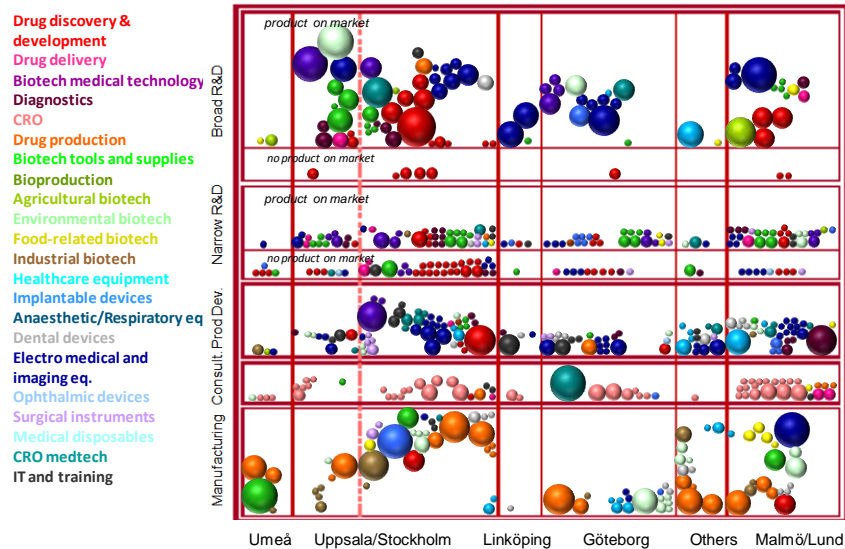 Drug discovery &
development
Drug delivery
Biotech medical technology
Diagnostics
CRO
Drug production
Biotech tools and supplies
Bioproduction
Agricultural biotech
Environmental biotech
Food-related biotech
Industrial biotech
Healthcare equipment
Implantable devices
Anaesthetic/Respiratory eq
Dental devices
Electro medical and
imaging eq.
Ophthalmic devices
Surgical instruments
Medical disposables
CRO medtech
IT and training
Broad R&D
product on market
no product on market
Narrow R&D
product on market
no product on market
Prod Dev.
Consult.
Manufacturing
Umeå
Uppsala/Stockholm
Linköping
Göteborg
Others
Malmö/Lund